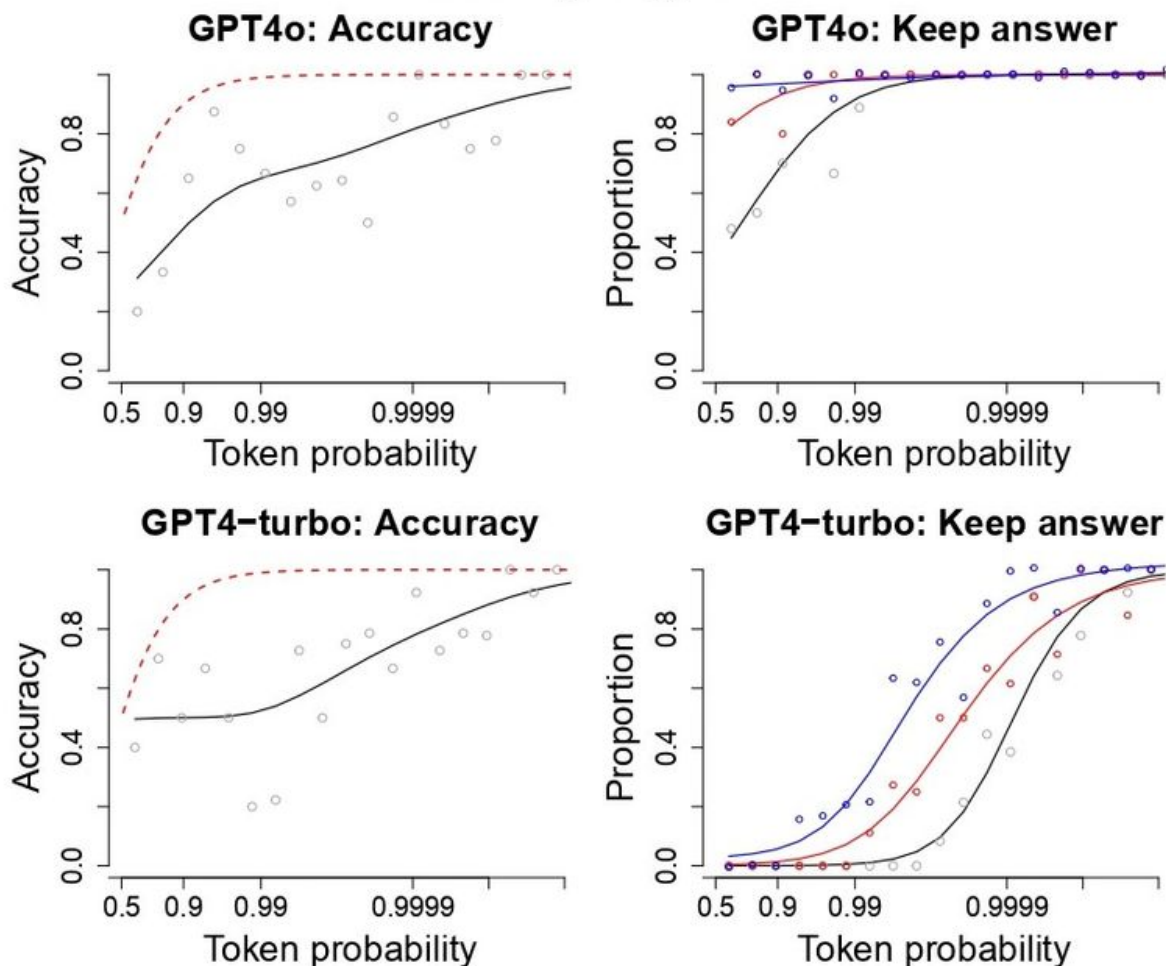 GPT4o: Accuracy
Accuracy
0.0 0.4 0.8
0.5 0.9 0.99 0.9999
Token probability
GPT4o: Keep answer
Proportion
0.0 0.4 0.8
0.5 0.9 0.99 0.9999
Token probability
GPT4-turbo: Accuracy
Accuracy
0.0 0.4 0.8
0.5 0.9 0.99 0.9999
Token probability
GPT4-turbo: Keep answer
Proportion
0.0 0.4 0.8
0.5 0.9 0.99 0.9999
Token probability